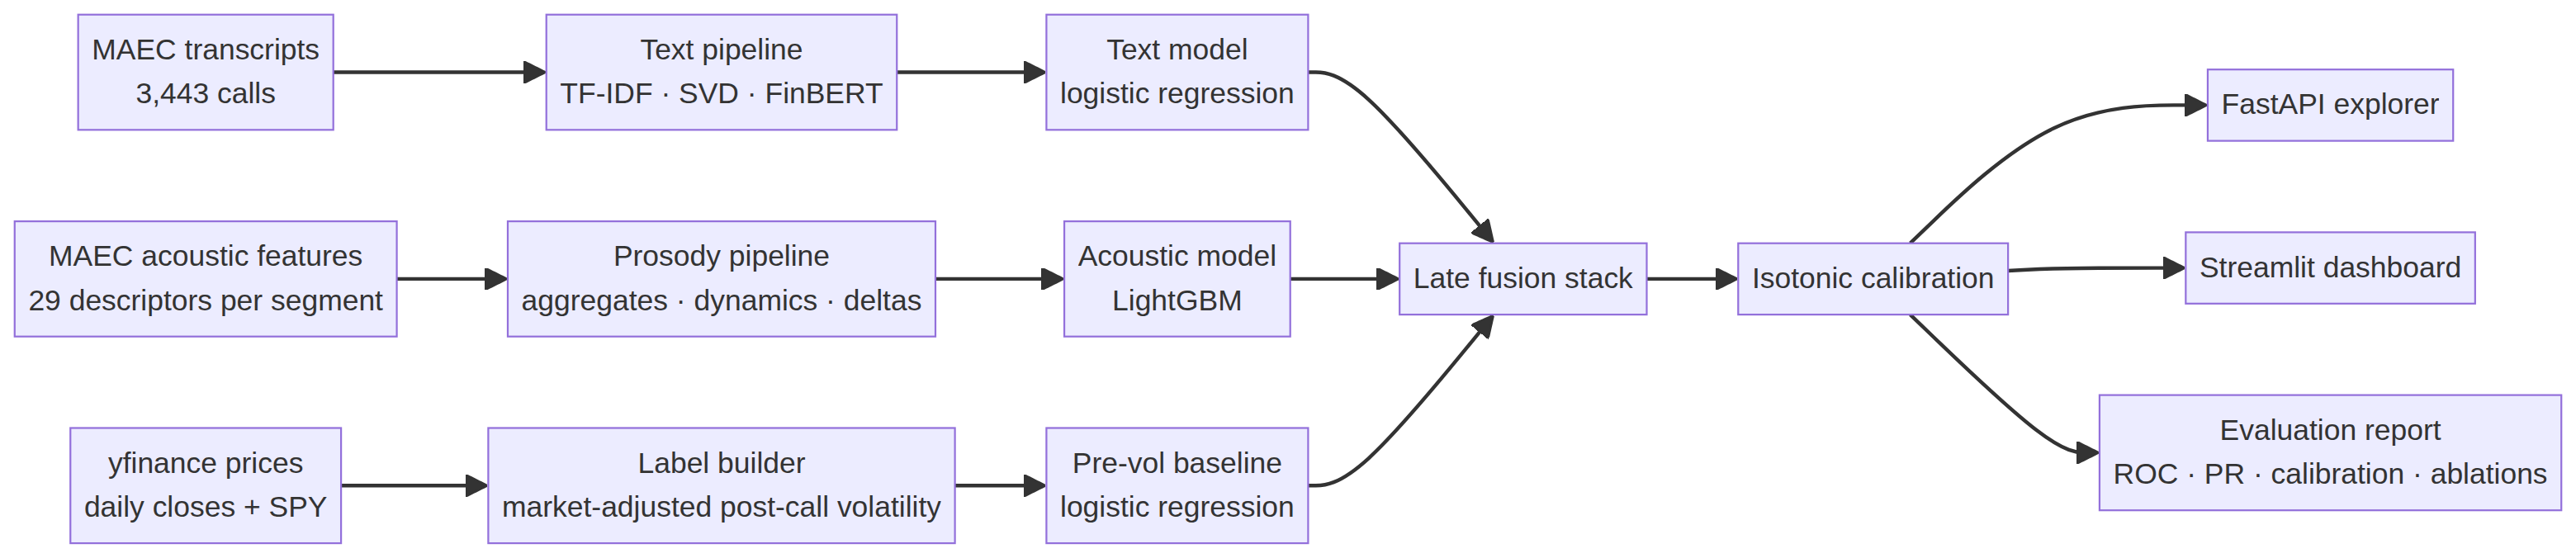 MAEC transcripts
3,443 calls
Text pipeline
TF-IDF · SVD · FinBERT
Text model
logistic regression
MAEC acoustic features
29 descriptors per segment
Prosody pipeline
aggregates · dynamics · deltas
Acoustic model
LightGBM
yfinance prices
daily closes + SPY
Label builder
market-adjusted post-call volatility
Pre-vol baseline
logistic regression
Late fusion stack
Isotonic calibration
FastAPI explorer
Streamlit dashboard
Evaluation report
ROC · PR · calibration · ablations